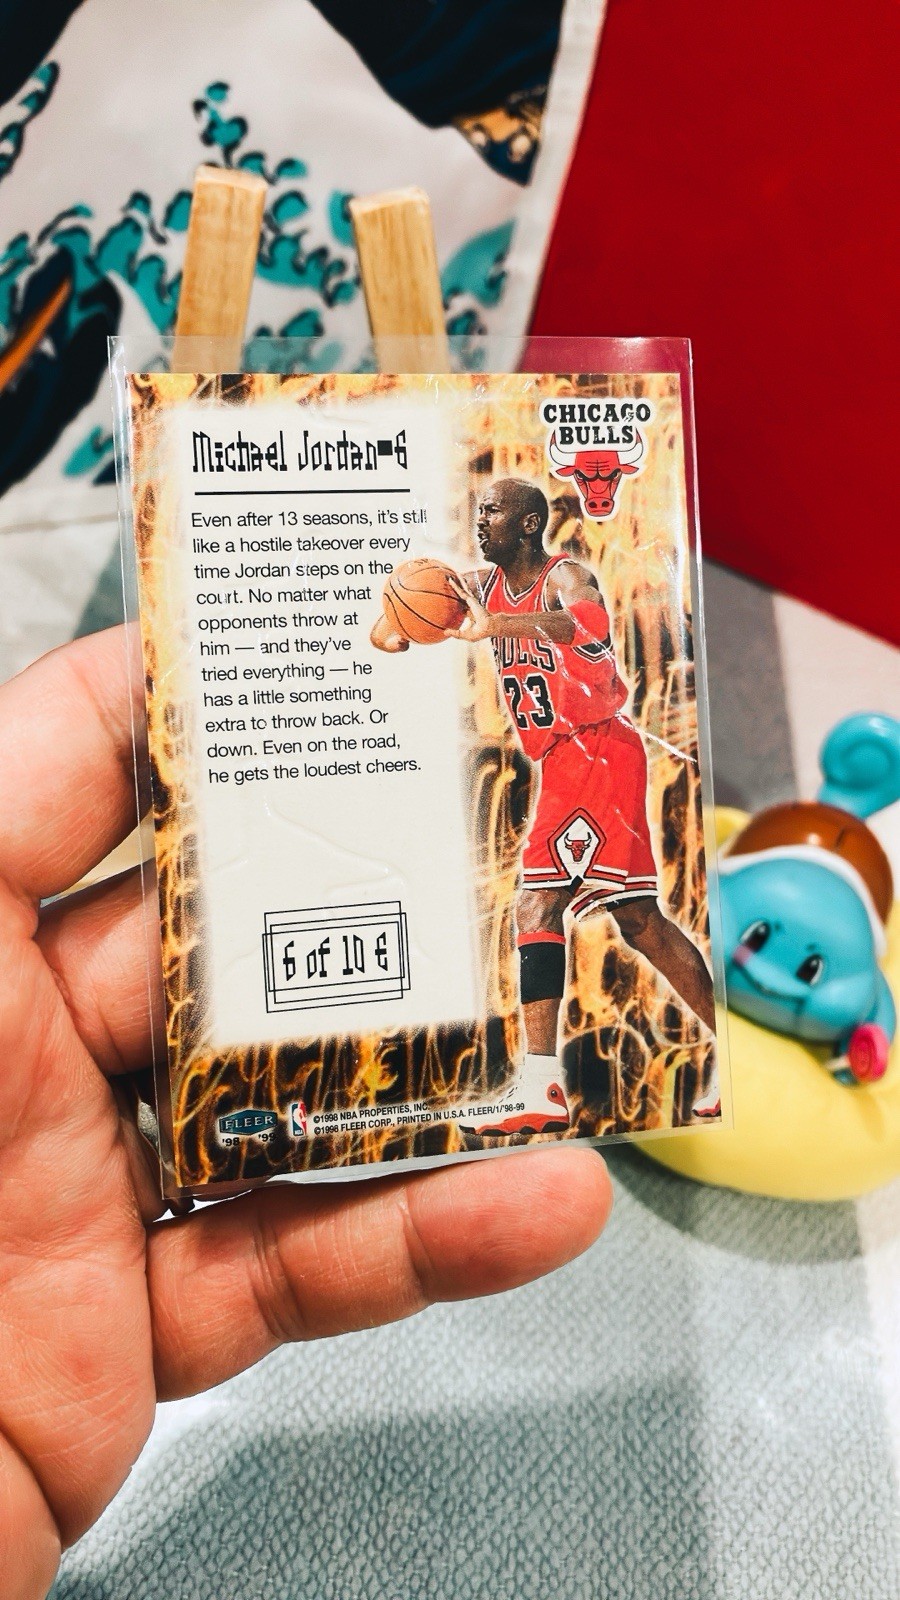 CHICAGO
BULLS
Michael Jordan-6
Even after 13 seasons, it's still
like a hostile takeover every
time Jordan steps on the
court. No matter what
opponents throw at
him — and they've
tried everything — he
has a little something
extra to throw back. Or
down. Even on the road,
he gets the loudest cheers.
BULLS
23
6 of 10 E
FLEER
'98 '99
NBA
©1998 NBA PROPERTIES, INC.
©1998 FLEER CORP., PRINTED IN U.S.A. FLEER/1/'98-99